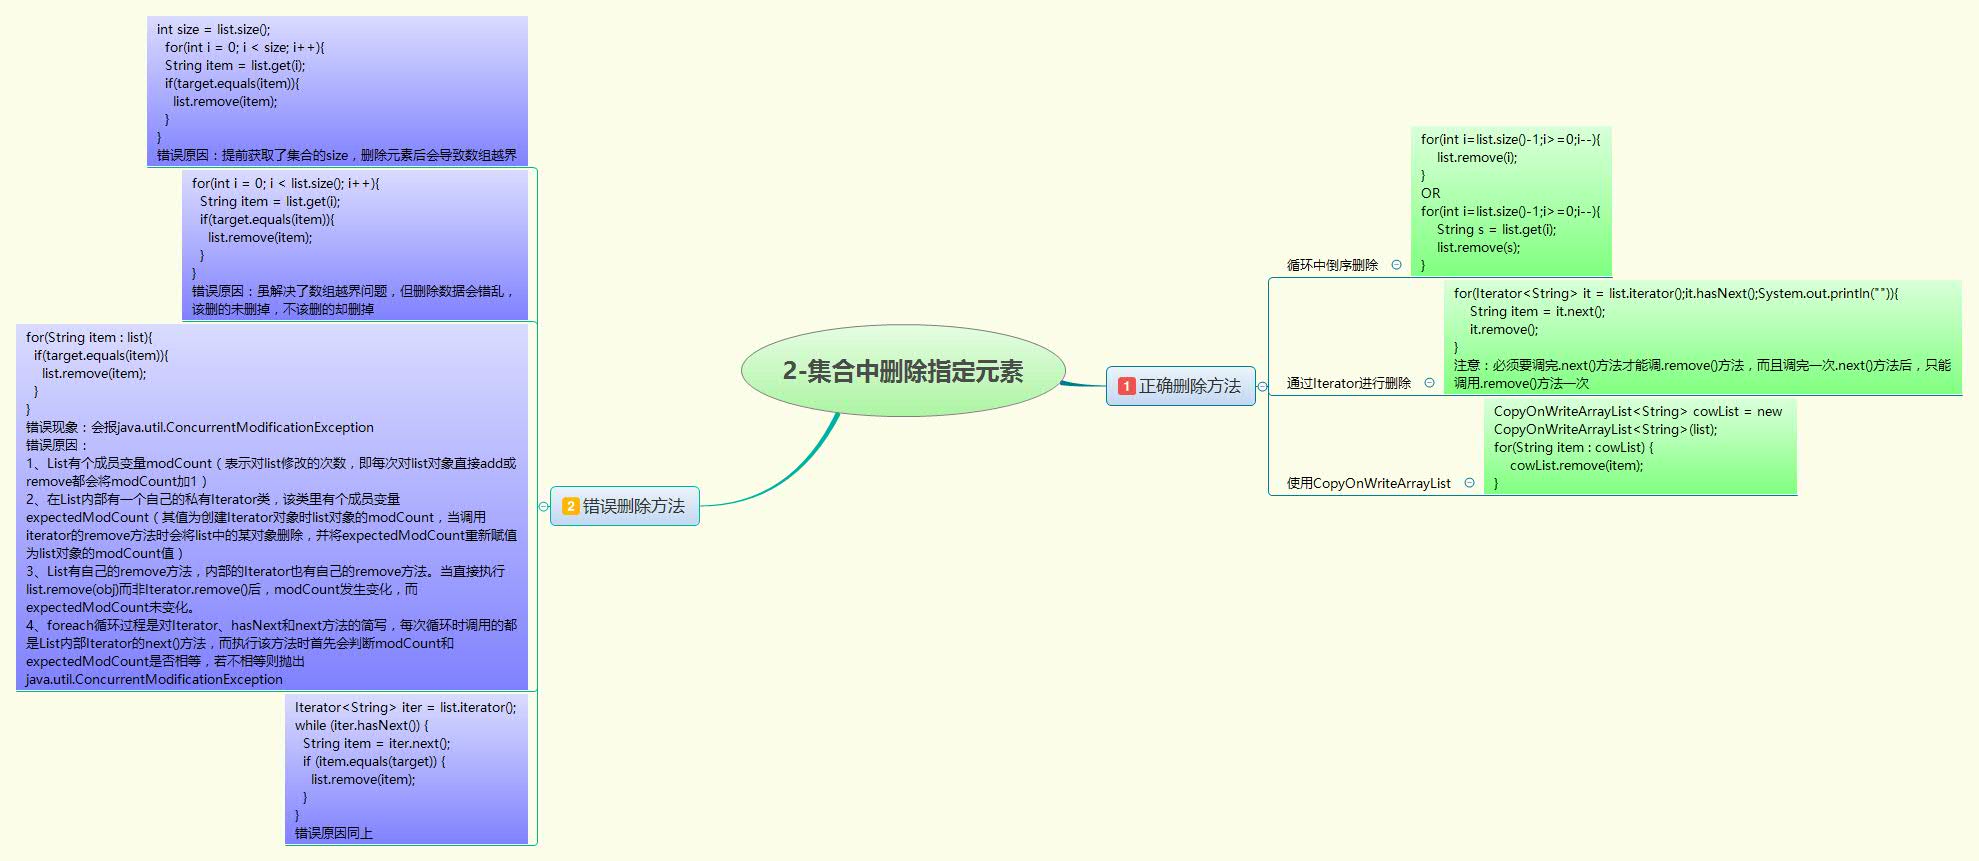 2-集合中删除指定元素
1 正确删除方法
循环中倒序删除
for(int i=list.size()-1;i>=0;i--){
list.remove(i);
}
OR
for(int i=list.size()-1;i>=0;i--){
String s = list.get(i);
list.remove(s);
}
通过Iterator进行删除
for(Iterator<String> it = list.iterator();it.hasNext();System.out.println("")){
String item = it.next();
it.remove();
}
注意：必须要调完.next()方法才能调.remove()方法，而且调完一次.next()方法后，只能
调用.remove()方法一次
使用CopyOnWriteArrayList
CopyOnWriteArrayList<String> cowList = new
CopyOnWriteArrayList<String>(list);
for(String item : cowList) {
cowList.remove(item);
}
2 错误删除方法
int size = list.size();
for(int i = 0; i < size; i++){
String item = list.get(i);
if(target.equals(item)){
list.remove(item);
}
}
错误原因：提前获取了集合的size，删除元素后会导致数组越界
for(int i = 0; i < list.size(); i++){
String item = list.get(i);
if(target.equals(item)){
list.remove(item);
}
}
错误原因：虽解决了数组越界问题，但删除数据会错乱，
该删的未删掉，不该删的却删掉
for(String item : list){
if(target.equals(item)){
list.remove(item);
}
}
错误现象：会报java.util.ConcurrentModificationException
错误原因：
1、List有个成员变量modCount（表示对list修改的次数，即每次对list对象直接add或
remove都会将modCount加1）
2、在List内部有一个自己的私有Iterator类，该类里有个成员变量
expectedModCount（其值为创建Iterator对象时list对象的modCount，当调用
iterator的remove方法时会将list中的某对象删除，并将expectedModCount重新赋值
为list对象的modCount值）
3、List有自己的remove方法，内部的Iterator也有自己的remove方法。当直接执行
list.remove(obj)而非Iterator.remove()后，modCount发生变化，而
expectedModCount未变化。
4、foreach循环过程是对Iterator、hasNext和next方法的简写，每次循环时调用的都
是List内部Iterator的next()方法，而执行该方法时首先会判断modCount和
expectedModCount是否相等，若不相等则抛出
java.util.ConcurrentModificationException
Iterator<String> iter = list.iterator();
while (iter.hasNext()) {
String item = iter.next();
if (item.equals(target)) {
list.remove(item);
}
}
错误原因同上